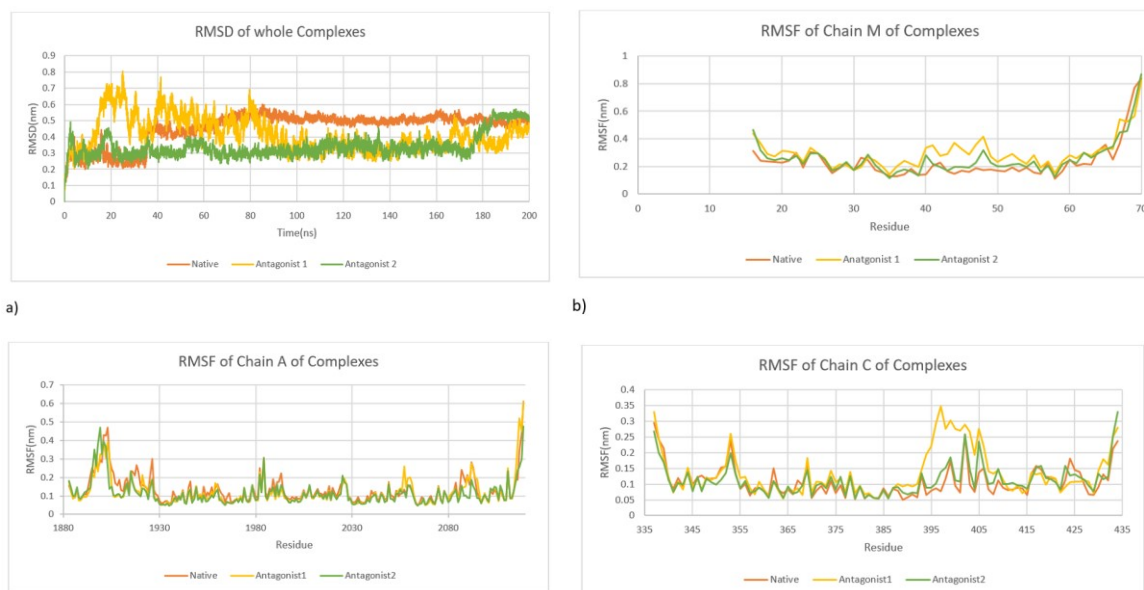 RMSD of whole Complexes
0.9
0.8
0.7
0.6
0.5
0.4
0.3
0.2
0.1
0
RMSD(nm)
0 20 40 60 80 100 120 140 160 180 200
Time(ns)
Native Antagonist 1 Antagonist 2
a)
RMSF of Chain M of Complexes
1
0.8
0.6
0.4
0.2
0
RMSF(nm)
0 10 20 30 40 50 60 70
Residue
Native Anatgonist 1 Antagonist 2
b)
RMSF of Chain A of Complexes
0.7
0.6
0.5
0.4
0.3
0.2
0.1
0
RMSF(nm)
1880 1930 1980 2030 2080
Residue
Native Antagonist1 Antagonist2
RMSF of Chain C of Complexes
0.4
0.35
0.3
0.25
0.2
0.15
0.1
0.05
0
RMSF(nm)
335 345 355 365 375 385 395 405 415 425 435
Residue
Native Antagonist1 Antagonist2